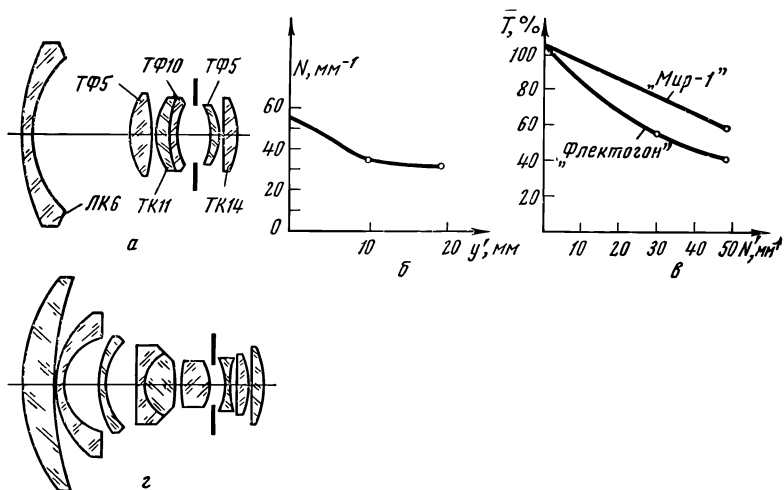 ТФ5
ТФ10
ТФ5
ЛК6
ТК11
ТК14
а
N, мм⁻¹
60
40
20
0
10
20
y', мм
б
T̅, %
100
80
60
40
20
0
„Мир-1”
„Флектогон”
10
20
30
40
50
N', мм⁻¹
в
г